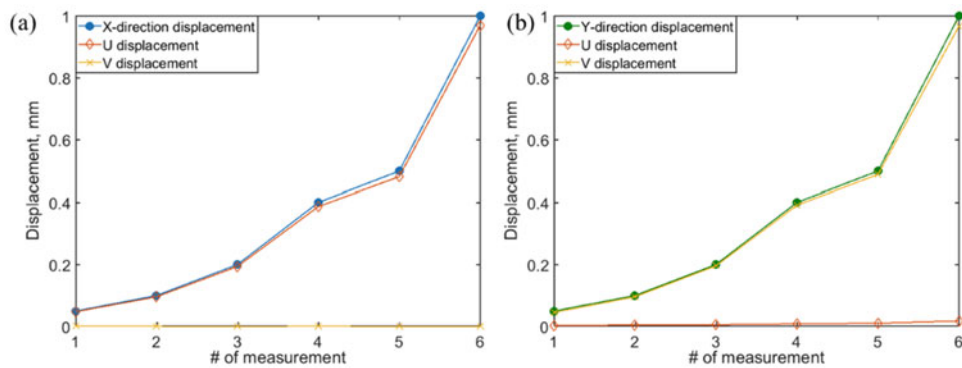 (a)
1
0.8
0.6
0.4
0.2
0
Displacement, mm
X-direction displacement
U displacement
V displacement
1 2 3 4 5 6
# of measurement
(b)
1
0.8
0.6
0.4
0.2
0
Displacement, mm
Y-direction displacement
U displacement
V displacement
1 2 3 4 5 6
# of measurement